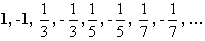 1, -1, 1/3, -1/3, 1/5, -1/5, 1/7, -1/7, ...